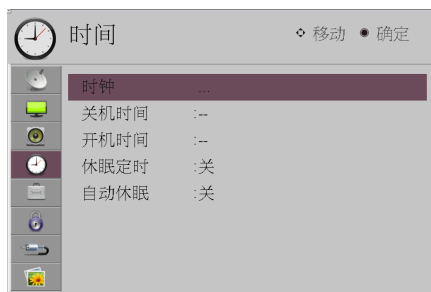 时间 移动 确定
时钟 ...
关机时间 :--
开机时间 :--
休眠定时 :关
自动休眠 :关